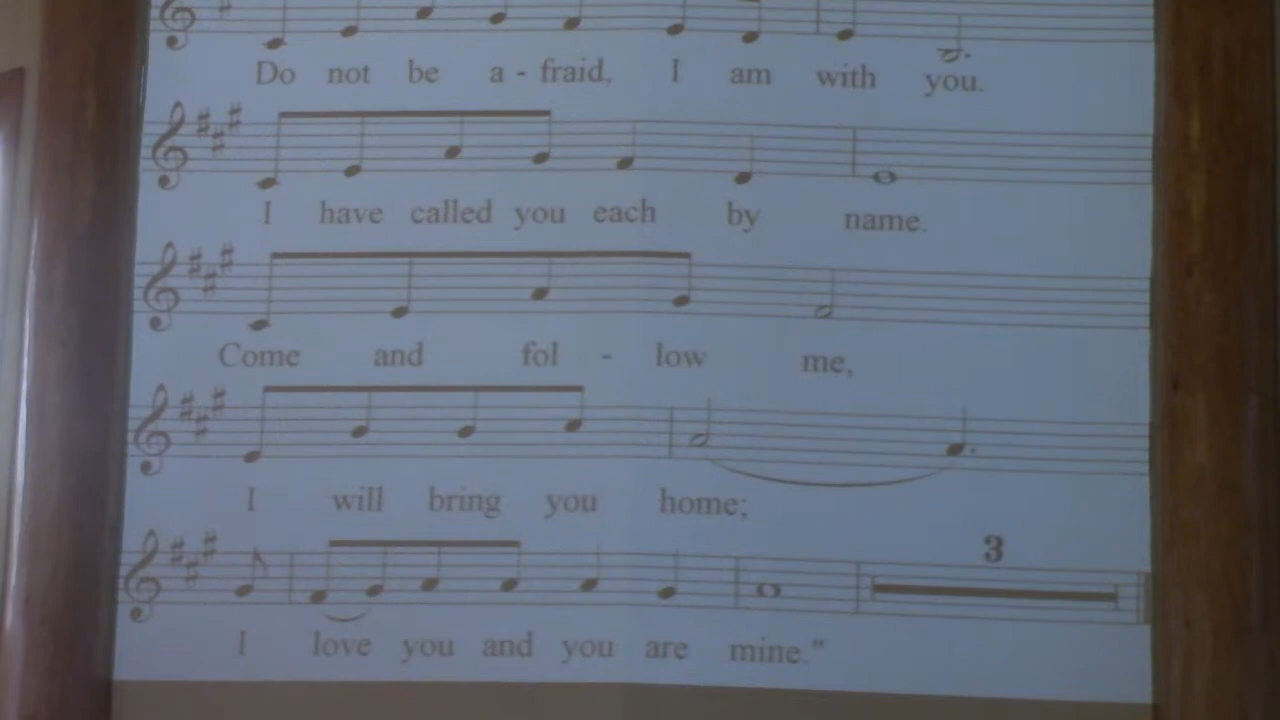 Do not be a - fraid, I am with you.
I have called you each by name.
Come and fol - low me,
I will bring you home;
3
I love you and you are mine."